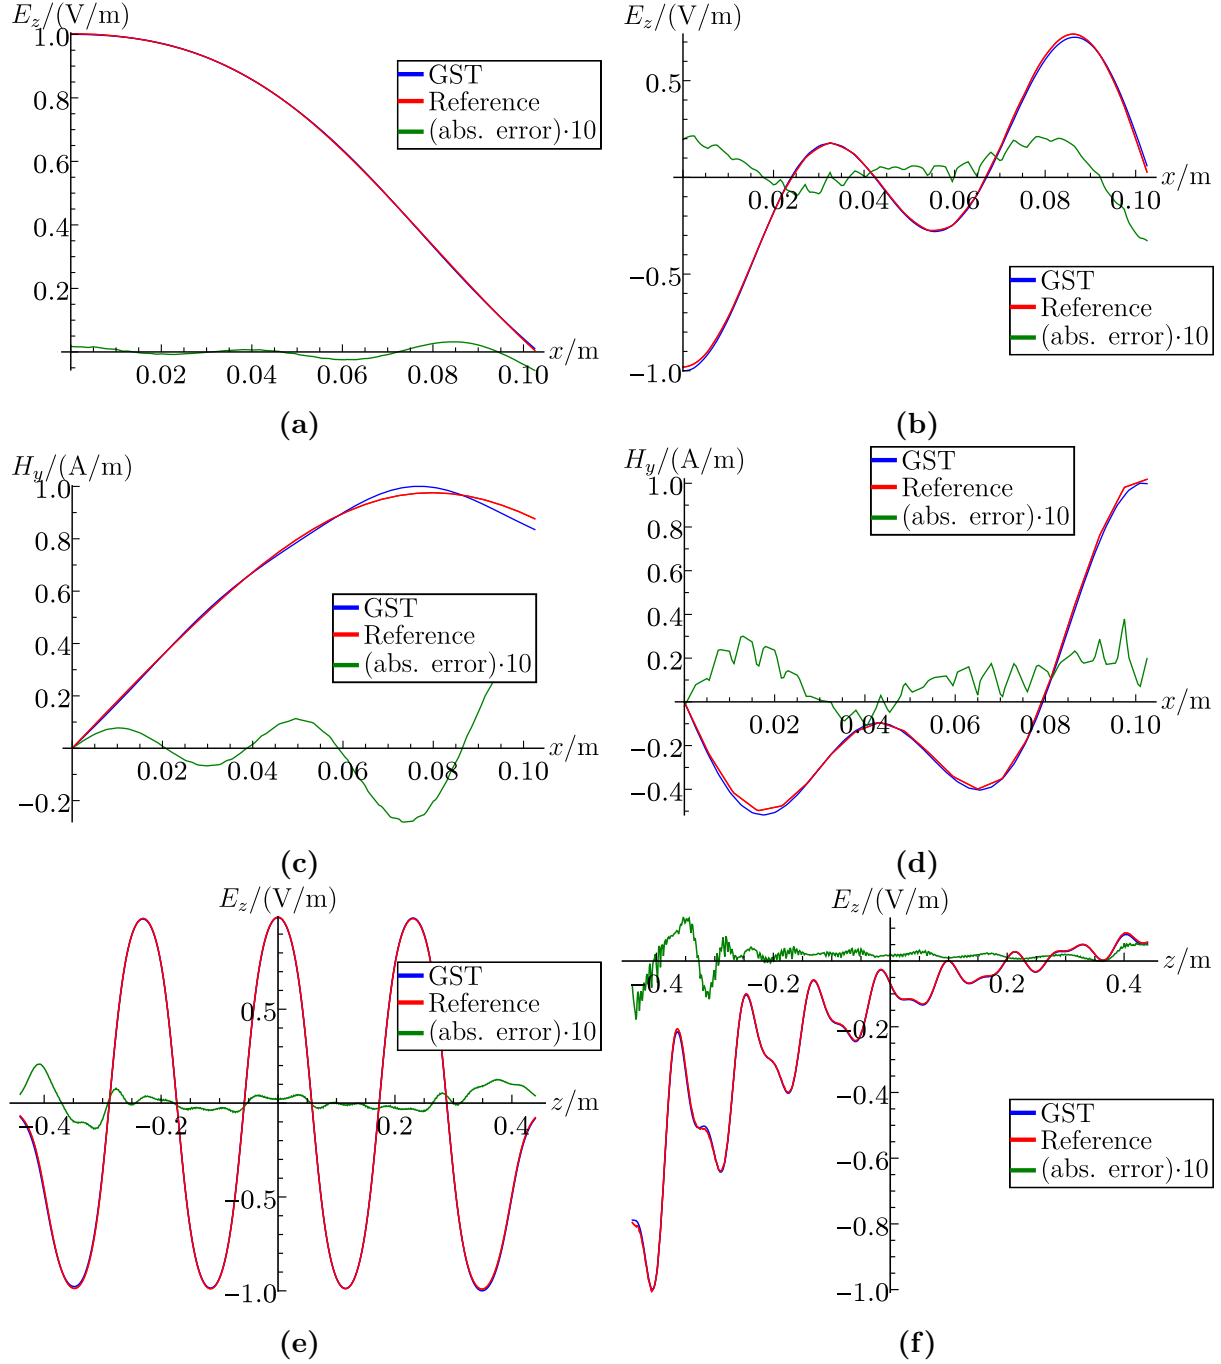 E_z/(V/m)
1.0
0.8
0.6
0.4
0.2
0.02 0.04 0.06 0.08 0.10
x/m
GST
Reference
(abs. error)·10
(a)
E_z/(V/m)
0.5
−0.5
−1.0
0.02 0.04 0.06 0.08 0.10
x/m
GST
Reference
(abs. error)·10
(b)
H_y/(A/m)
1.0
0.8
0.6
0.4
0.2
−0.2
0.02 0.04 0.06 0.08 0.10
x/m
GST
Reference
(abs. error)·10
(c)
H_y/(A/m)
1.0
0.8
0.6
0.4
0.2
−0.2
−0.4
0.02 0.04 0.06 0.08 0.10
x/m
GST
Reference
(abs. error)·10
(d)
E_z/(V/m)
0.5
−0.5
−1.0
−0.4 −0.2 0.2 0.4
z/m
GST
Reference
(abs. error)·10
(e)
E_z/(V/m)
−0.4 −0.2 0.2 0.4
z/m
−0.2
−0.4
−0.6
−0.8
−1.0
GST
Reference
(abs. error)·10
(f)